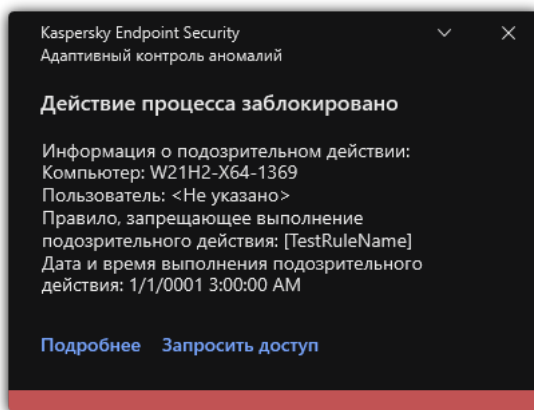 Kaspersky Endpoint Security
Адаптивный контроль аномалий
Действие процесса заблокировано
Информация о подозрительном действии:
Компьютер: W21H2-X64-1369
Пользователь: <Не указано>
Правило, запрещающее выполнение
подозрительного действия: [TestRuleName]
Дата и время выполнения подозрительного
действия: 1/1/0001 3:00:00 AM
Подробнее Запросить доступ